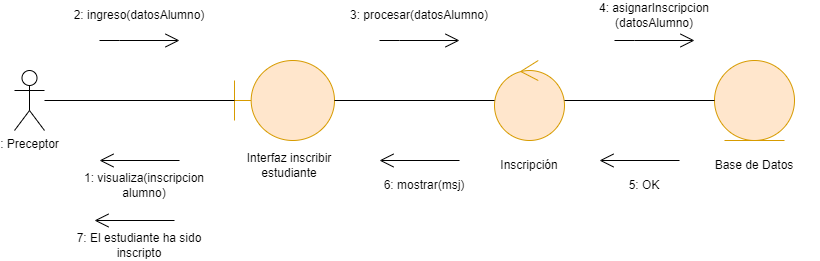 2: ingreso(datosAlumno)
3: procesar(datosAlumno)
4: asignarInscripcion
(datosAlumno)
: Preceptor
Interfaz inscribir
estudiante
Inscripción
Base de Datos
1: visualiza(inscripcion
alumno)
6: mostrar(msj)
5: OK
7: El estudiante ha sido
inscripto